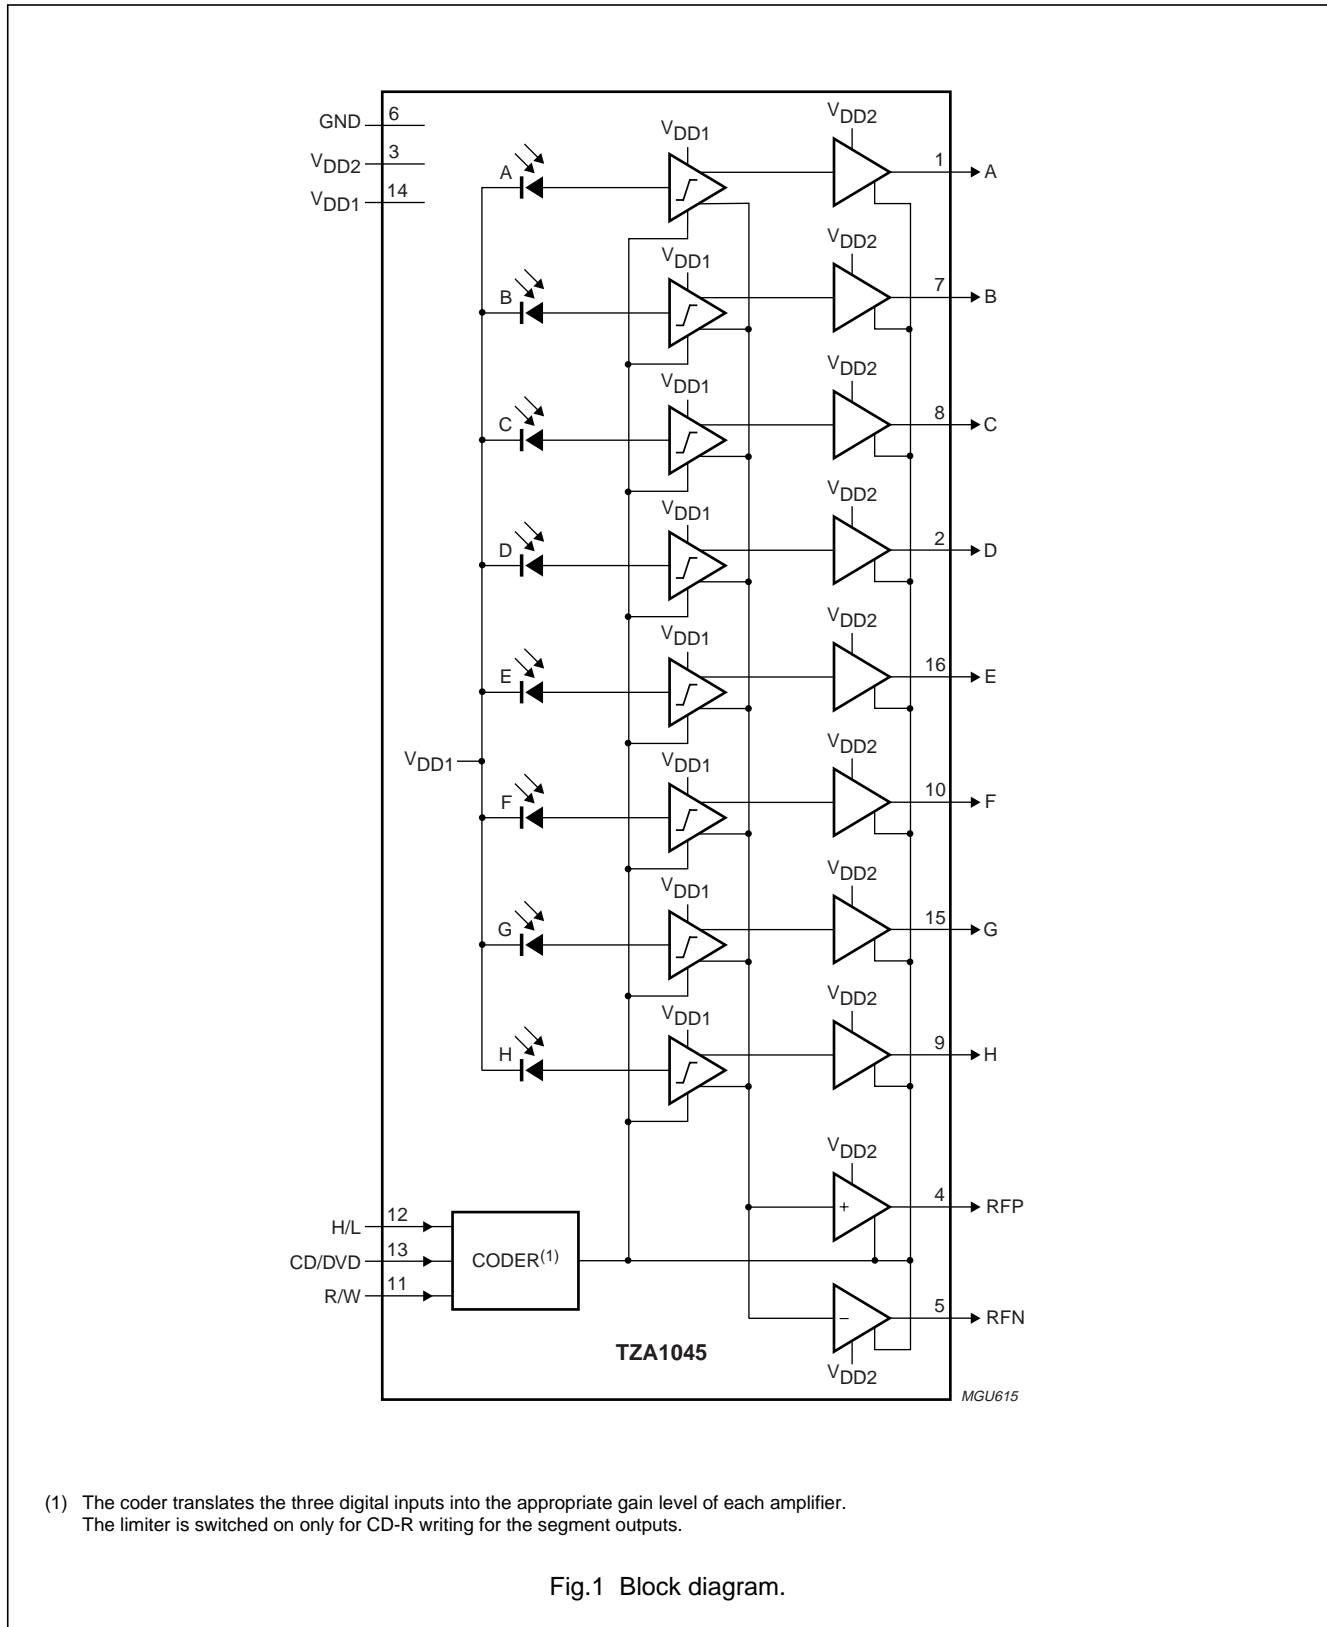 GND 6
VDD2 3
VDD1 14
VDD1 VDD2
A 1 A
VDD1 VDD2
B 7 B
VDD1 VDD2
C 8 C
VDD1 VDD2
D 2 D
VDD1 VDD2
E 16 E
VDD1
VDD1 VDD2
F 10 F
VDD1 VDD2
G 15 G
VDD1 VDD2
H 9 H
VDD2
+ 4 RFP
H/L 12
CD/DVD 13 CODER(1)
R/W 11
− 5 RFN
TZA1045
VDD2
MGU615
(1) The coder translates the three digital inputs into the appropriate gain level of each amplifier.
The limiter is switched on only for CD-R writing for the segment outputs.
Fig.1 Block diagram.